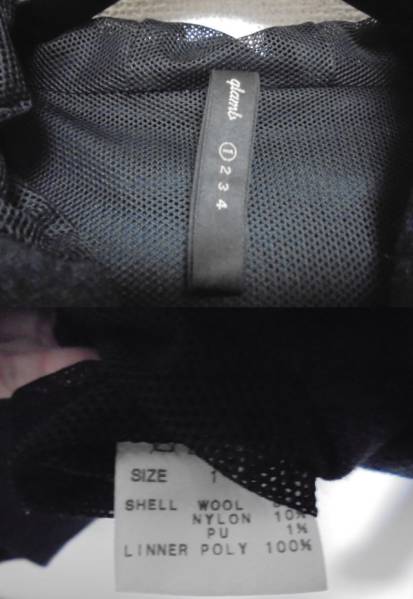 glamb
① 2 3 4
SIZE 1
SHELL WOOL
NYLON 10%
PU 1%
LINNER POLY 100%